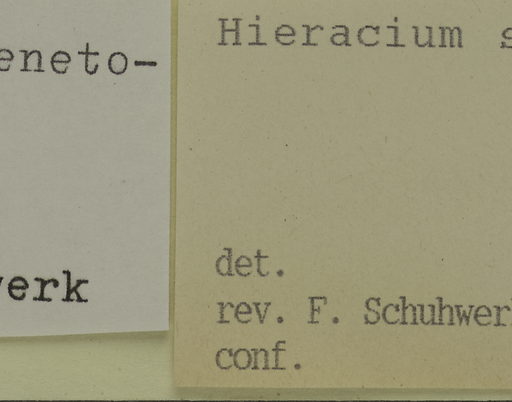 eneto-
erk
Hieracium s
det.
rev. F. Schuhwer
conf.